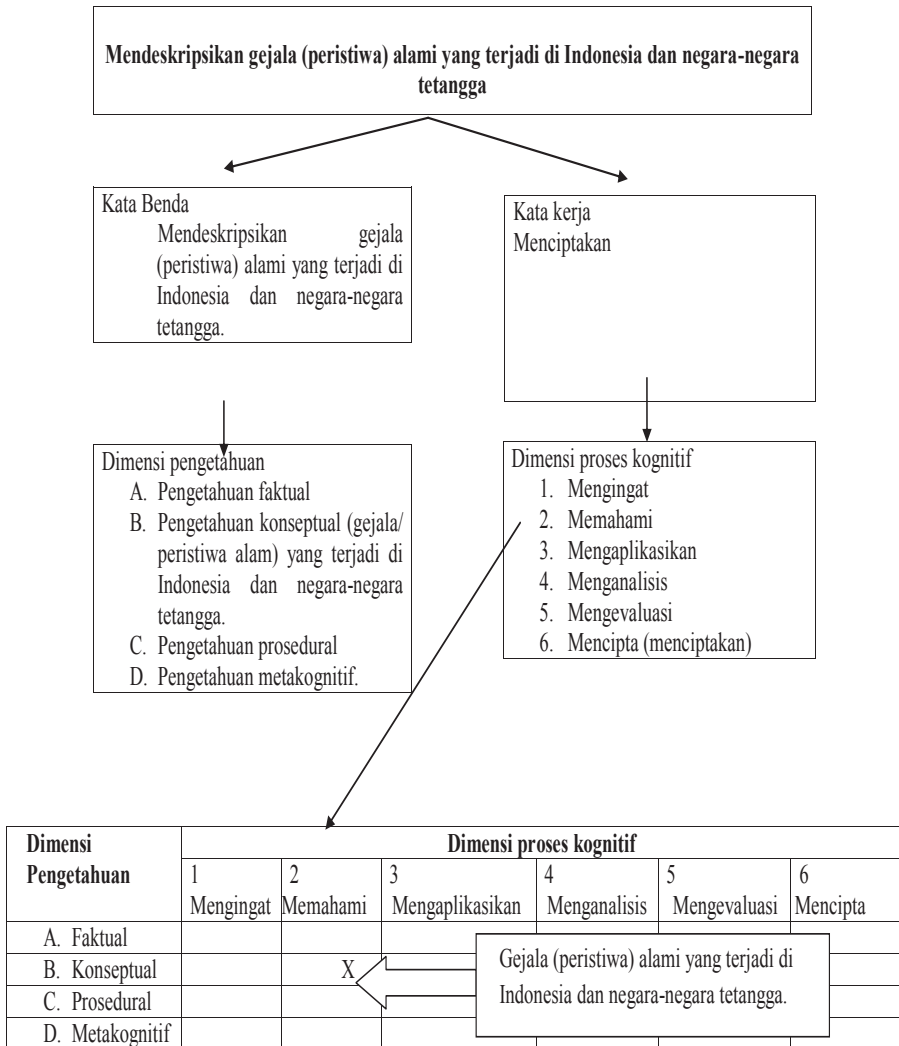 Mendeskripsikan gejala (peristiwa) alami yang terjadi di Indonesia dan negara-negara
tetangga
Kata Benda
Mendeskripsikan gejala
(peristiwa) alami yang terjadi di
Indonesia dan negara-negara
tetangga.
Kata kerja
Menciptakan
Dimensi pengetahuan
A. Pengetahuan faktual
B. Pengetahuan konseptual (gejala/
peristiwa alam) yang terjadi di
Indonesia dan negara-negara
tetangga.
C. Pengetahuan prosedural
D. Pengetahuan metakognitif.
Dimensi proses kognitif
1. Mengingat
2. Memahami
3. Mengaplikasikan
4. Menganalisis
5. Mengevaluasi
6. Mencipta (menciptakan)
Dimensi Dimensi proses kognitif
Pengetahuan 1 2 3 4 5 6
Mengingat Memahami Mengaplikasikan Menganalisis Mengevaluasi Mencipta
A. Faktual
B. Konseptual X
C. Prosedural
D. Metakognitif
Gejala (peristiwa) alami yang terjadi di
Indonesia dan negara-negara tetangga.